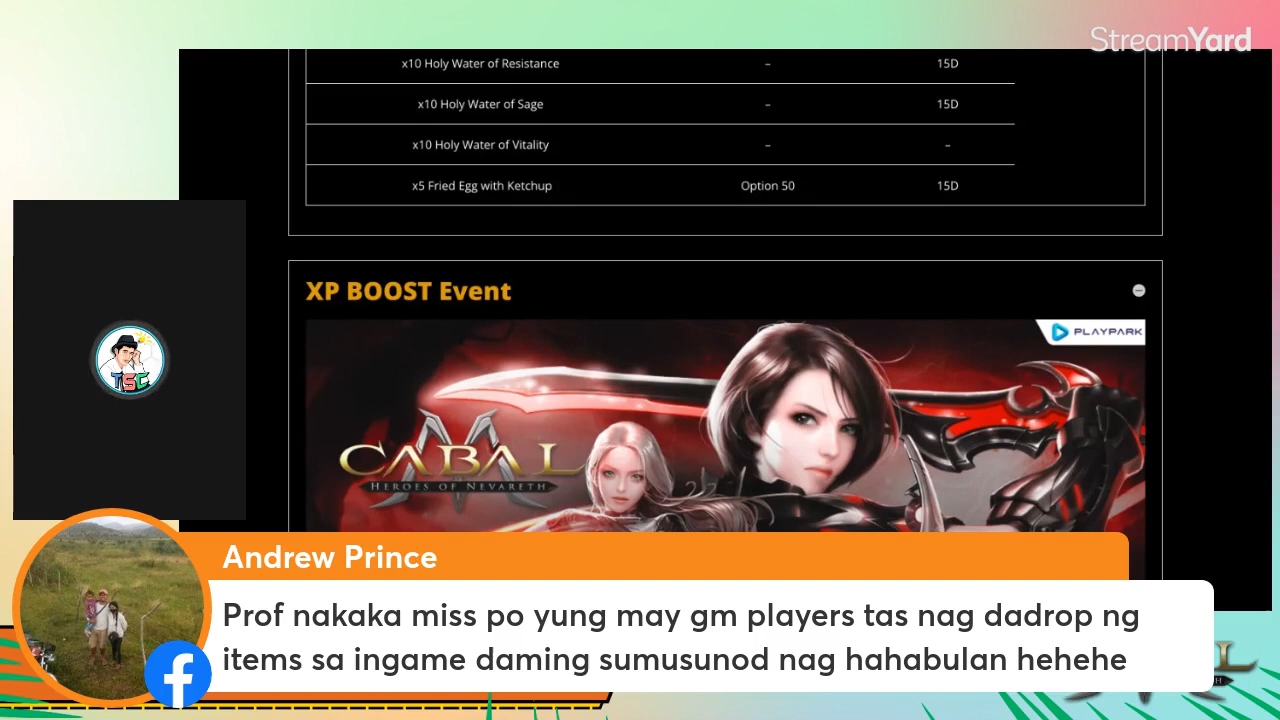 StreamYard
x10 Holy Water of Resistance – 15D
x10 Holy Water of Sage – 15D
x10 Holy Water of Vitality – –
x5 Fried Egg with Ketchup Option 50 15D
XP BOOST Event
PLAYPARK
TSC
CABAL
HEROES OF NEVARETH
Andrew Prince
Prof nakaka miss po yung may gm players tas nag dadrop ng
items sa ingame daming sumusunod nag hahabulan hehehe